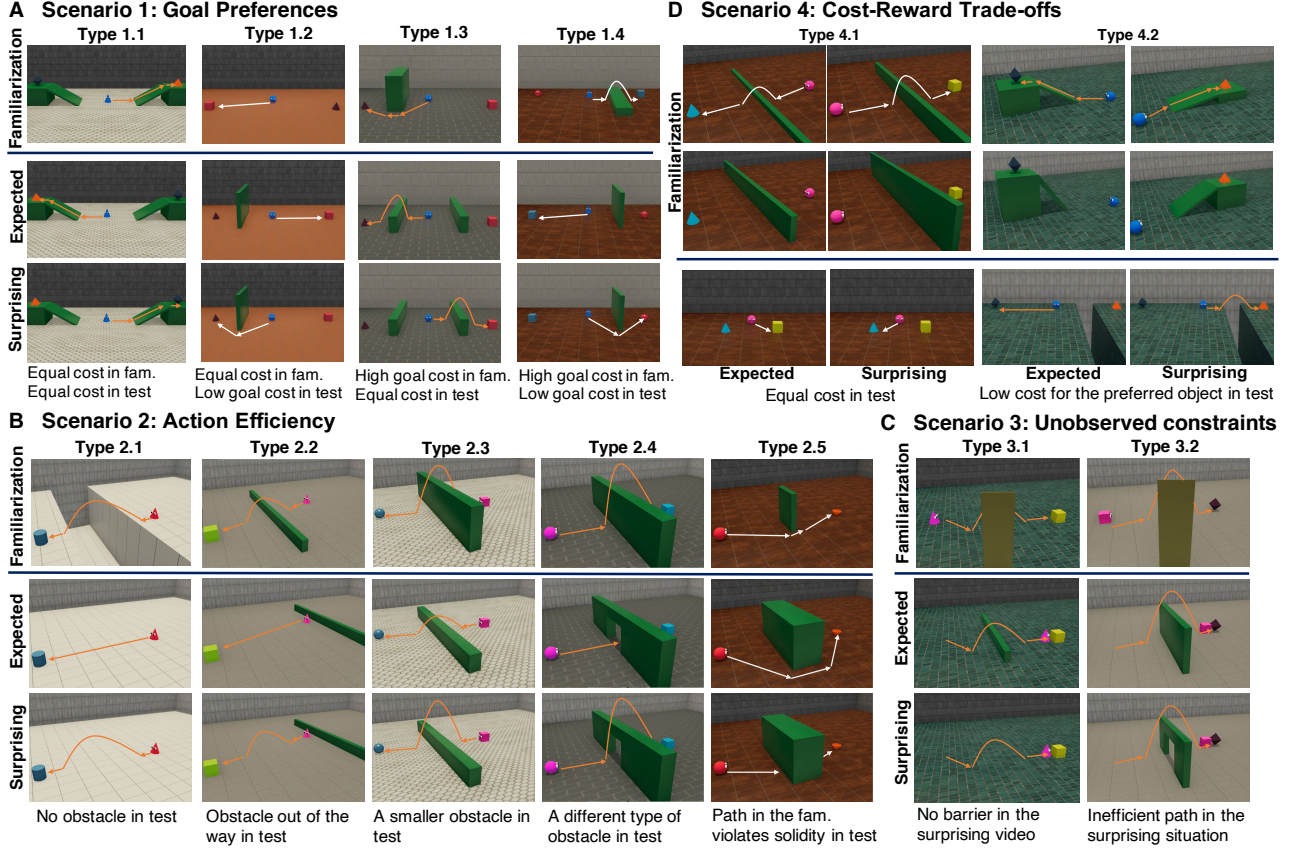 A Scenario 1: Goal Preferences
Type 1.1 Type 1.2 Type 1.3 Type 1.4
Familiarization
Expected
Surprising
Equal cost in fam.
Equal cost in test
Equal cost in fam.
Low goal cost in test
High goal cost in fam.
Equal cost in test
High goal cost in fam.
Low goal cost in test
D Scenario 4: Cost-Reward Trade-offs
Type 4.1 Type 4.2
Familiarization
Expected Surprising Expected Surprising
Equal cost in test
Low cost for the preferred object in test
B Scenario 2: Action Efficiency
Type 2.1 Type 2.2 Type 2.3 Type 2.4 Type 2.5
Familiarization
Expected
Surprising
No obstacle in test
Obstacle out of the
way in test
A smaller obstacle in
test
A different type of
obstacle in test
Path in the fam.
violates solidity in test
C Scenario 3: Unobserved constraints
Type 3.1 Type 3.2
Familiarization
Expected
Surprising
No barrier in the
surprising video
Inefficient path in the
surprising situation